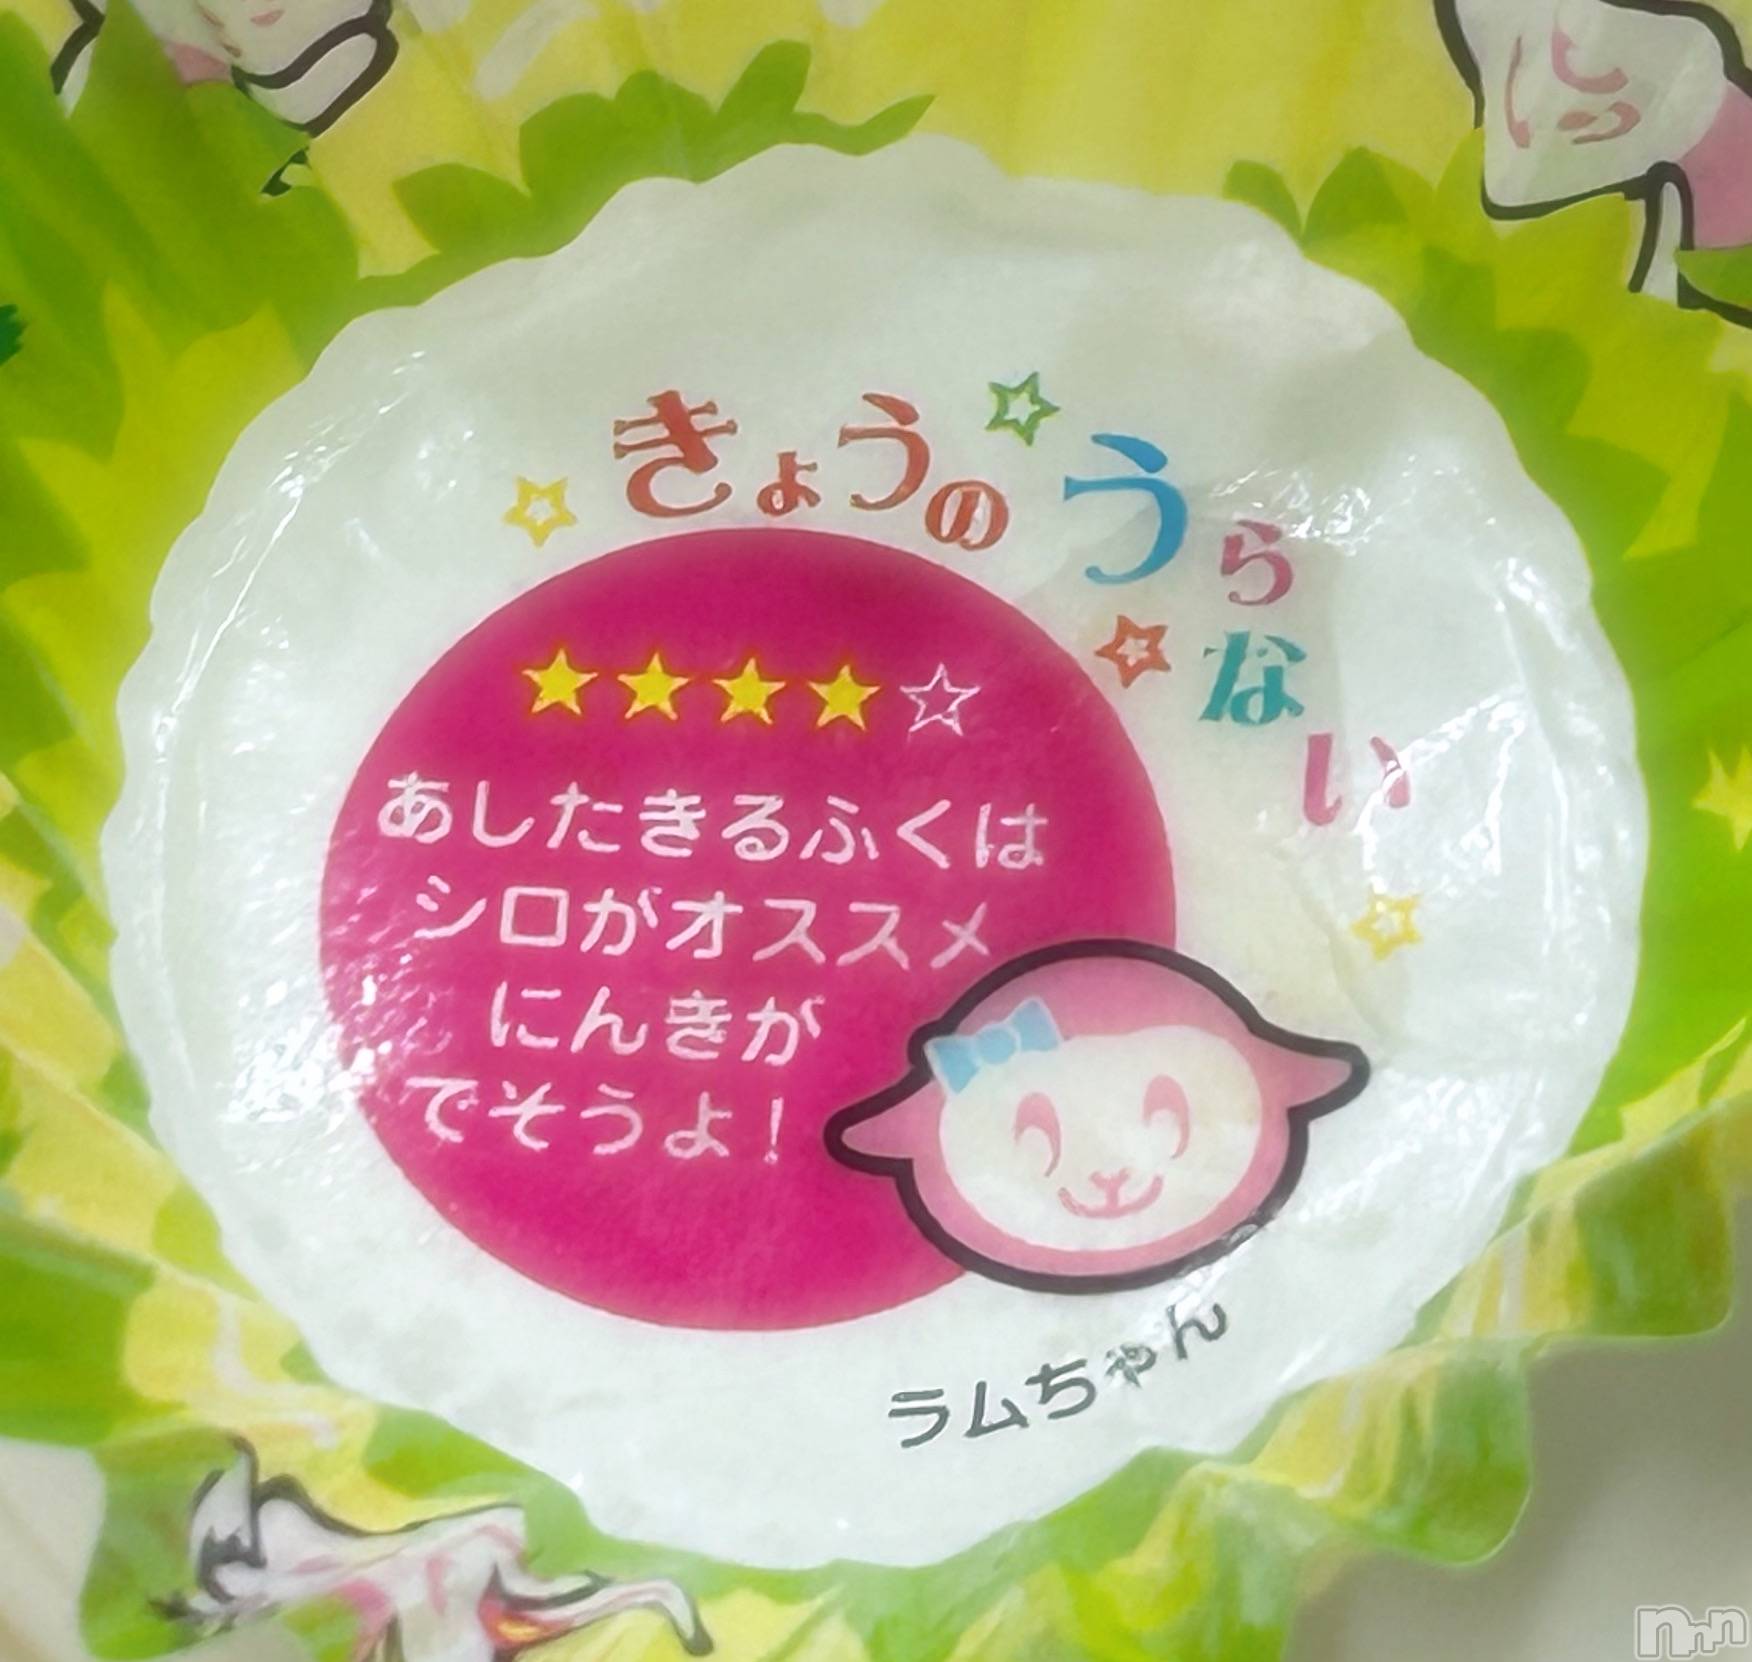 きょうのうらない
★★★★☆
あしたきるふくは
シロがオススメ
にんきが
でそうよ!
ラムちゃん
nnn